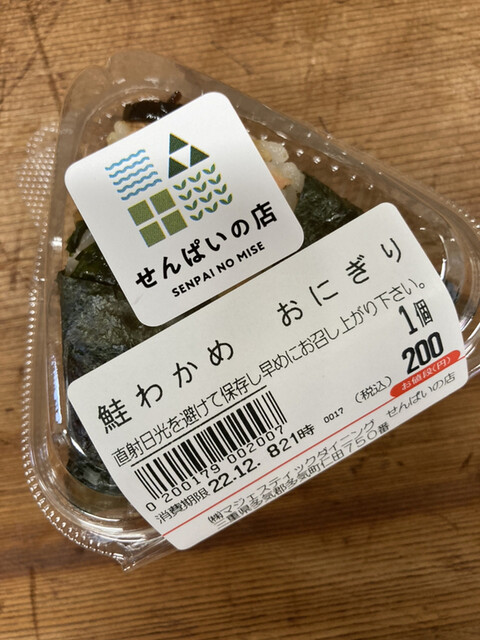 せんぱいの店
SENPAI NO MISE
鮭わかめ おにぎり
直射日光を避けて保存し早めにお召し上がり下さい。
1個
200
(税込)
お値段(円)
0 200179 002007
0017
消費期限 22.12. 8 21時
せんぱいの店
㈱マジェスティックダイニング
三重県多気郡多気町仁田750番